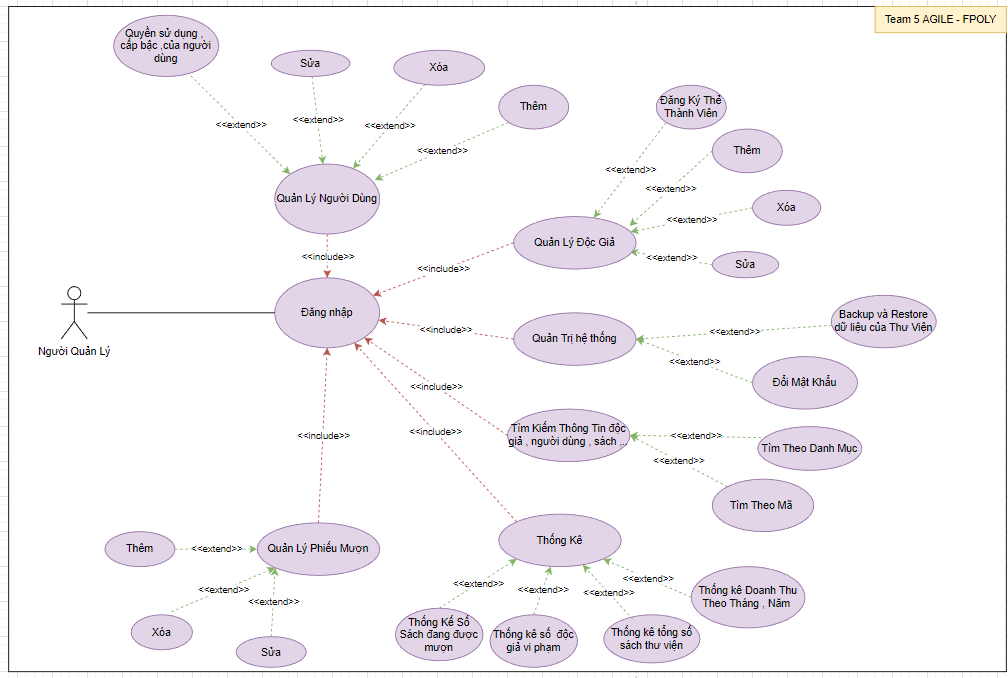 Team 5 AGILE - FPOLY
Quyền sử dụng ,
cấp bậc ,của người
dùng
Sửa
Xóa
Thêm
<<extend>>
<<extend>>
<<extend>>
<<extend>>
Quản Lý Người Dùng
<<include>>
Đăng Ký Thẻ
Thành Viên
Thêm
Xóa
Sửa
<<extend>>
<<extend>>
<<extend>>
<<extend>>
Quản Lý Độc Giả
<<include>>
Đăng nhập
Người Quản Lý
<<include>>
Quản Trị hệ thống
<<extend>>
<<extend>>
Backup và Restore
dữ liệu của Thư Viện
Đổi Mật Khẩu
<<include>>
Tìm Kiếm Thông Tin độc
giả , người dùng , sách ,..
<<extend>>
<<extend>>
Tìm Theo Danh Mục
Tìm Theo Mã
<<include>>
<<include>>
Thêm
<<extend>>
Quản Lý Phiếu Mượn
<<extend>>
<<extend>>
Xóa
Sửa
Thống Kê
<<extend>>
<<extend>>
<<extend>>
<<extend>>
Thống Kế Số
Sách đang được
mượn
Thống kê số độc
giả vi phạm
Thống kê tổng số
sách thư viện
Thống kê Doanh Thu
Theo Tháng , Năm